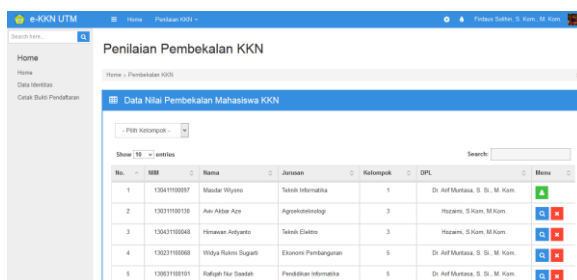 e-KKN UTM
Home
Penilaian KKN
Firdaus Solihin, S. Kom., M. Kom.
Search here..
Home
Home
Data Identitas
Cetak Bukti Pendaftaran
Penilaian Pembekalan KKN
Home > Pembekalan KKN
Data Nilai Pembekalan Mahasiswa KKN
- Pilih Kelompok -
Show 10 entries
Search:
No. NIM Nama Jurusan Kelompok DPL Menu
1 130411100097 Masdar Wiyono Teknik Informatika 1 Dr. Arif Muntasa, S. Si., M. Kom.
2 130311100130 Aviv Akbar Aze Agroekoteknologi 3 Hozaimi, S.Kom, M.Kom.
3 130431100048 Himawan Ardyanto Teknik Elektro 3 Hozaimi, S.Kom, M.Kom.
4 130231100068 Widya Ratmi Sugiarti Ekonomi Pembangunan 5 Dr. Arif Muntasa, S. Si., M. Kom.
5 130631100101 Rafiqah Nur Saadah Pendidikan Informatika 5 Dr. Arif Muntasa, S. Si., M. Kom.